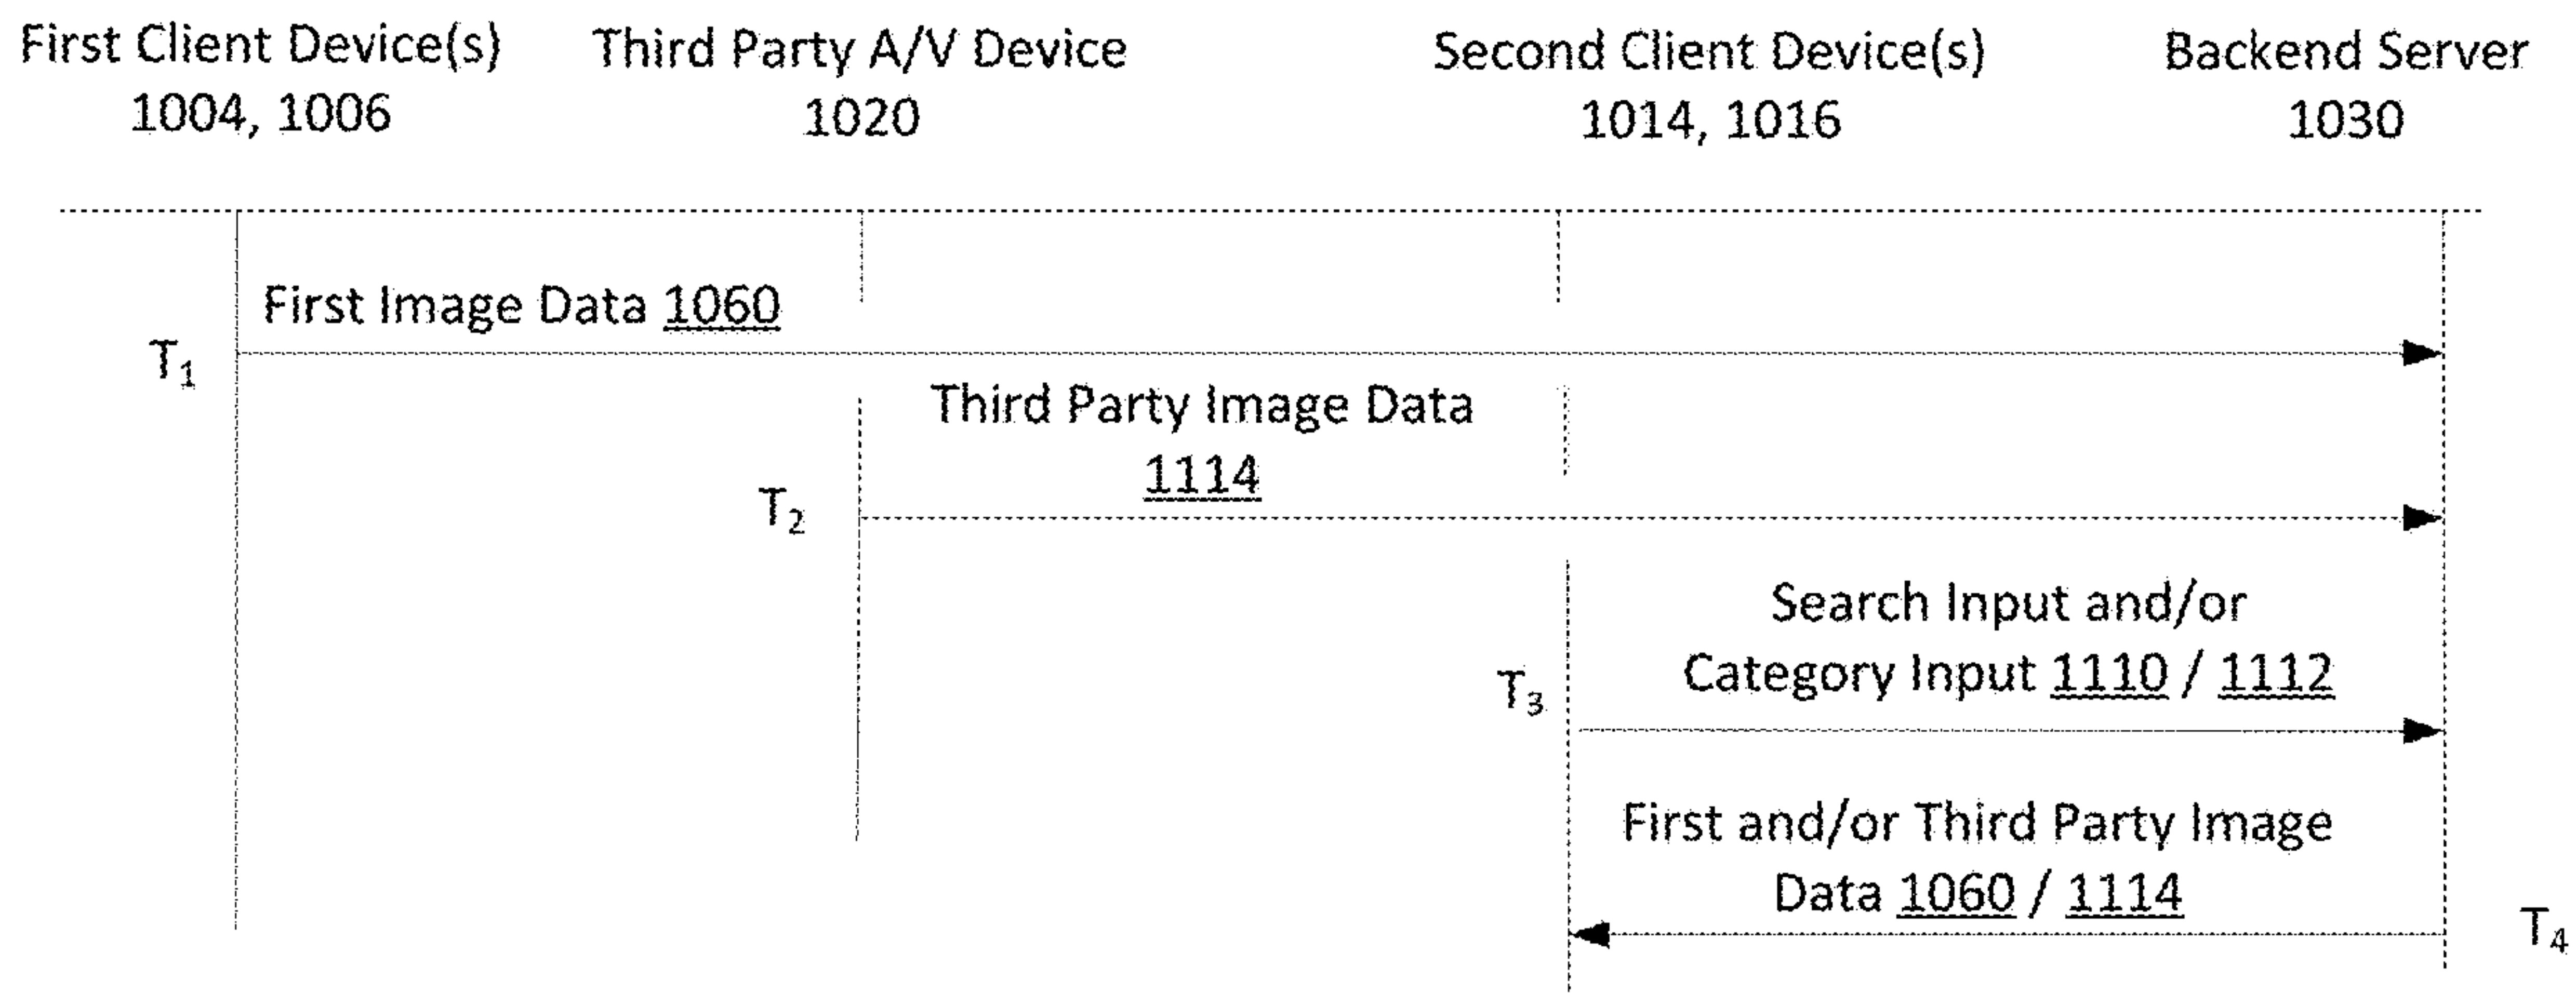 First Client Device(s)
1004, 1006
Third Party A/V Device
1020
Second Client Device(s)
1014, 1016
Backend Server
1030
First Image Data 1060
T1
Third Party Image Data
1114
T2
Search Input and/or
Category Input 1110 / 1112
T3
First and/or Third Party Image
Data 1060 / 1114
T4